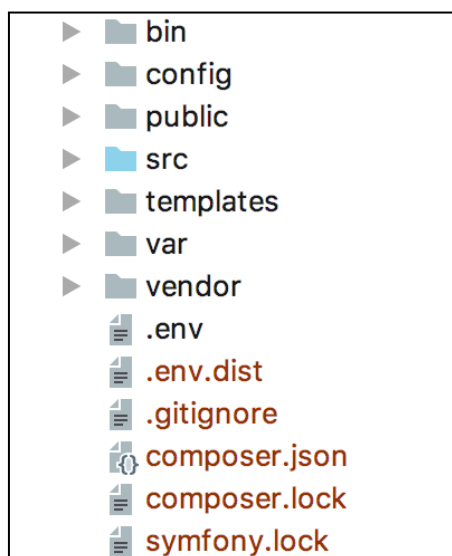 bin
config
public
src
templates
var
vendor
.env
.env.dist
.gitignore
composer.json
composer.lock
symfony.lock